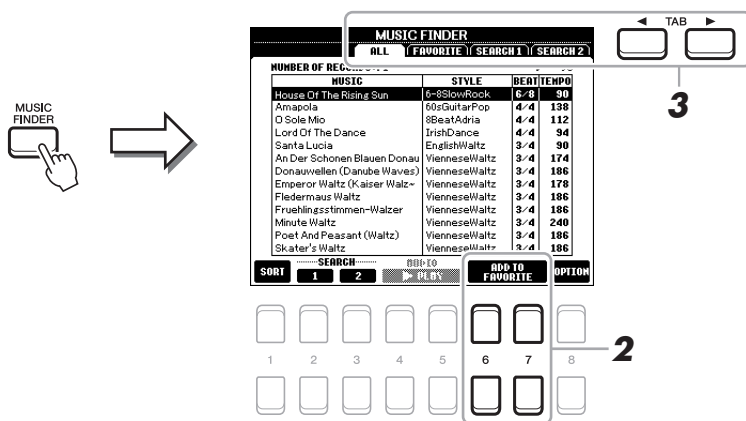 MUSIC FINDER
ALL FAVORITE SEARCH 1 SEARCH 2
◀ TAB ▶
3
MUSIC STYLE BEAT TEMPO
House Of The Rising Sun 6-8SlowRock 6/8 90
Amapola 60sGuitarPop 4/4 138
O Sole Mio 8BeatAdria 4/4 112
Lord Of The Dance IrishDance 4/4 94
Santa Lucia EnglishWaltz 3/4 90
An Der Schonen Blauen Donau VienneseWaltz 3/4 174
Donauwellen (Danube Waves) VienneseWaltz 3/4 186
Emperor Waltz (Kaiser Walz~ VienneseWaltz 3/4 178
Fledermaus Waltz VienneseWaltz 3/4 186
Fruehlingsstimmen-Walzer VienneseWaltz 3/4 186
Minute Waltz VienneseWaltz 3/4 240
Poet And Peasant (Waltz) VienneseWaltz 3/4 186
Skater's Waltz VienneseWaltz 3/4 186
SORT SEARCH 1 2 AUDIO ▶ PLAY ADD TO FAVORITE OPTION
MUSIC
FINDER
1 2 3 4 5 6 7 8
2